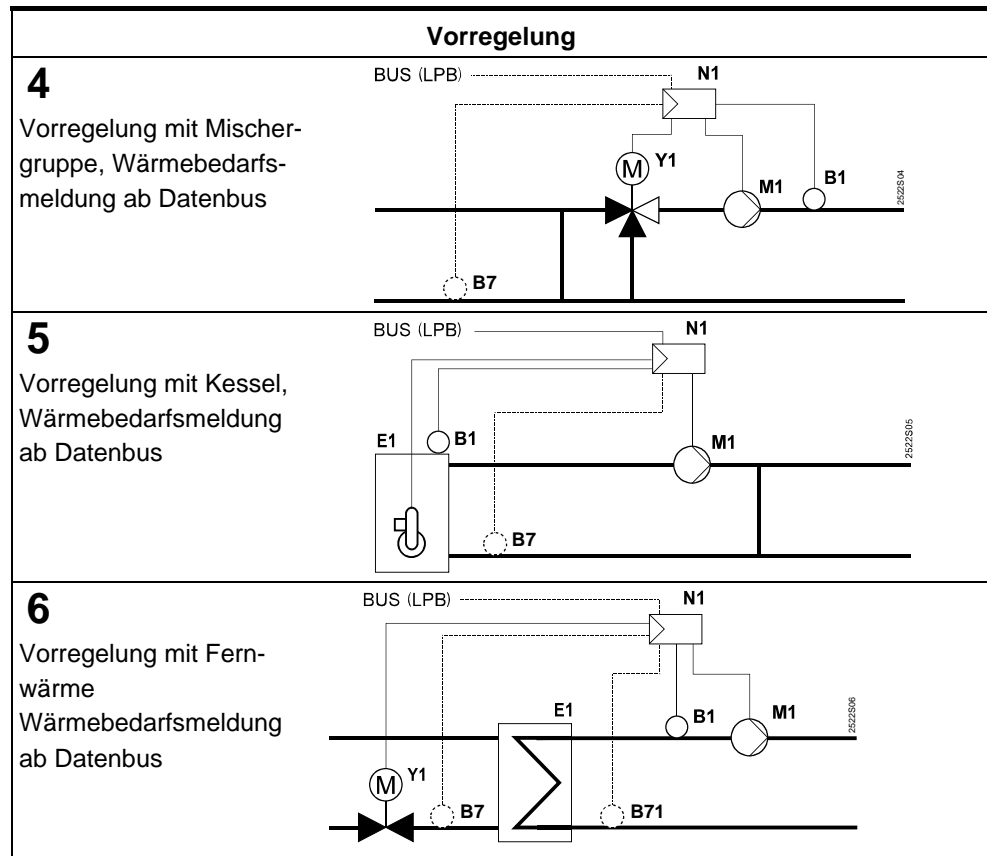 Vorregelung
4
Vorregelung mit Mischer-
gruppe, Wärmebedarfs-
meldung ab Datenbus
BUS (LPB)
N1
M
Y1
M1
B1
B7
2522S04
5
Vorregelung mit Kessel,
Wärmebedarfsmeldung
ab Datenbus
BUS (LPB)
N1
E1
B1
M1
B7
2522S05
6
Vorregelung mit Fern-
wärme
Wärmebedarfsmeldung
ab Datenbus
BUS (LPB)
N1
E1
B1
M1
M
Y1
B7
B71
2522S06